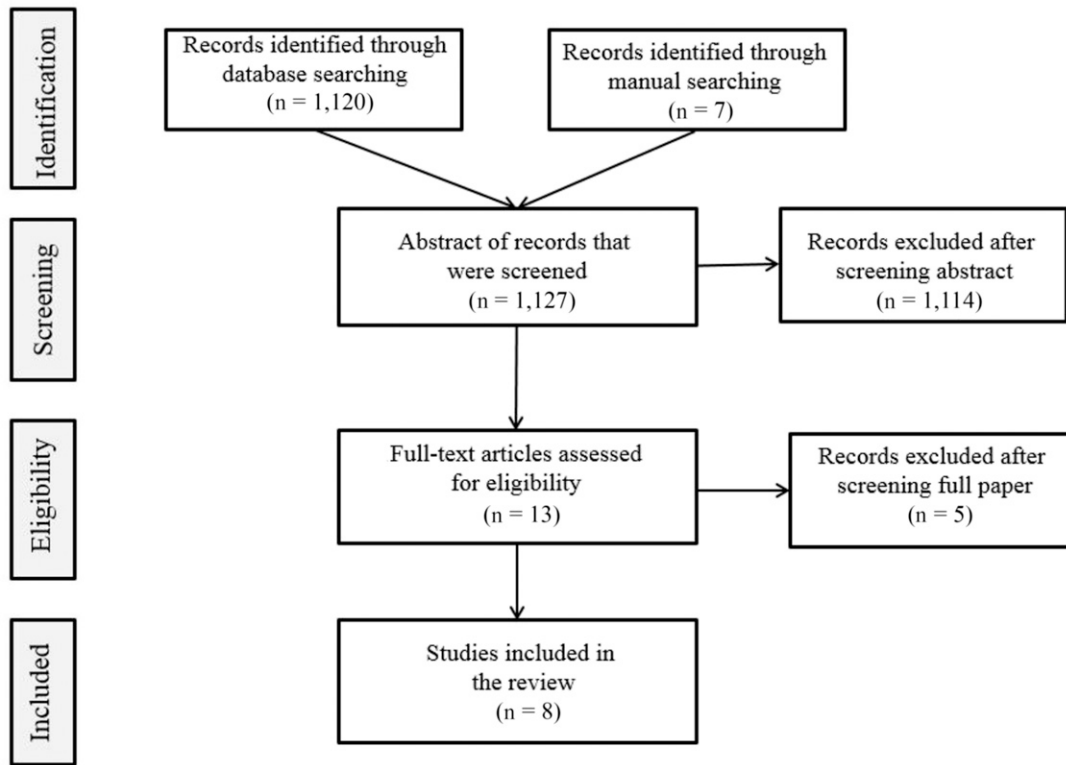 Identification
Records identified through
database searching
(n = 1,120)
Records identified through
manual searching
(n = 7)
Screening
Abstract of records that
were screened
(n = 1,127)
Records excluded after
screening abstract
(n = 1,114)
Eligibility
Full-text articles assessed
for eligibility
(n = 13)
Records excluded after
screening full paper
(n = 5)
Included
Studies included in
the review
(n = 8)